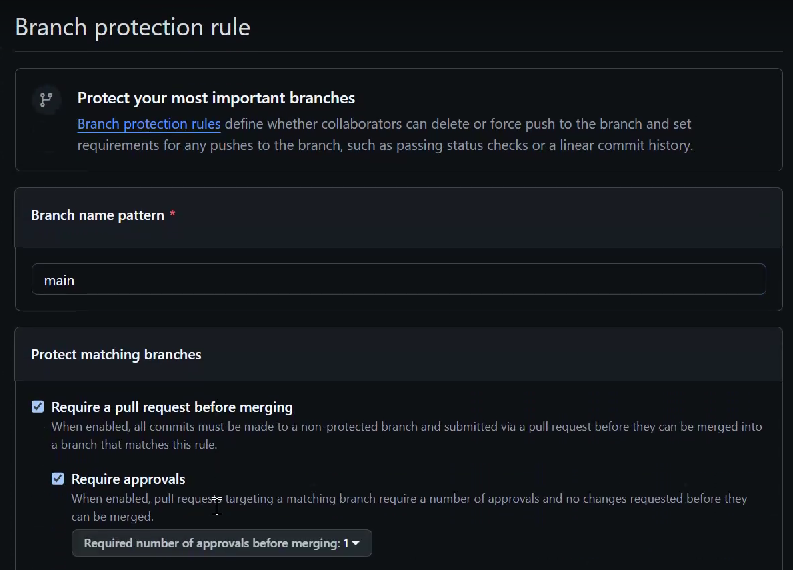 Branch protection rule
Protect your most important branches
Branch protection rules define whether collaborators can delete or force push to the branch and set
requirements for any pushes to the branch, such as passing status checks or a linear commit history.
Branch name pattern *
main
Protect matching branches
Require a pull request before merging
When enabled, all commits must be made to a non-protected branch and submitted via a pull request before they can be merged into
a branch that matches this rule.
Require approvals
When enabled, pull requests targeting a matching branch require a number of approvals and no changes requested before they
can be merged.
Required number of approvals before merging: 1